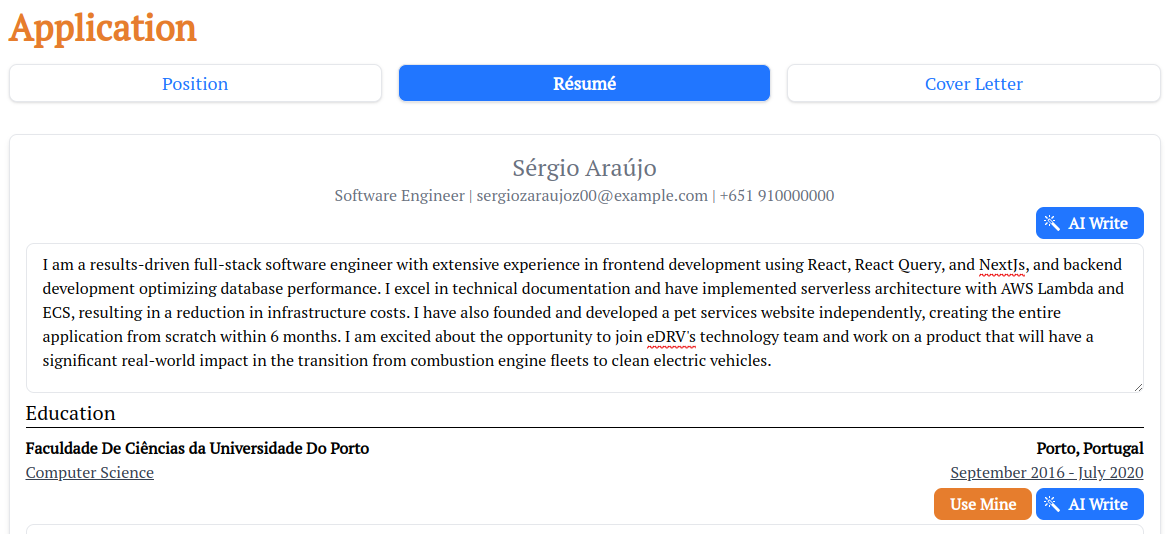 Application
Position
Résumé
Cover Letter
Sérgio Araújo
Software Engineer | sergiozaraujoz00@example.com | +651 910000000
AI Write
I am a results-driven full-stack software engineer with extensive experience in frontend development using React, React Query, and NextJs, and backend
development optimizing database performance. I excel in technical documentation and have implemented serverless architecture with AWS Lambda and
ECS, resulting in a reduction in infrastructure costs. I have also founded and developed a pet services website independently, creating the entire
application from scratch within 6 months. I am excited about the opportunity to join eDRV's technology team and work on a product that will have a
significant real-world impact in the transition from combustion engine fleets to clean electric vehicles.
Education
Faculdade De Ciências da Universidade Do Porto
Porto, Portugal
Computer Science
September 2016 - July 2020
Use Mine
AI Write